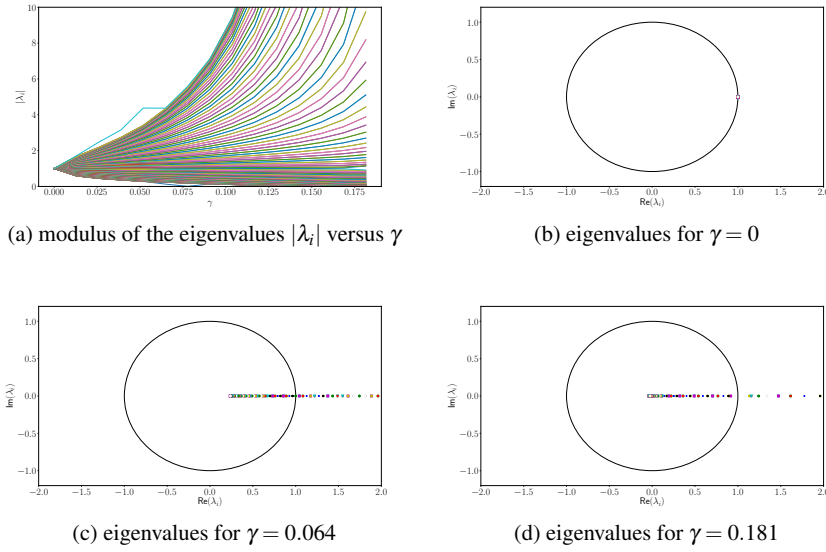 10
8
6
4
2
0
|λi|
0.000 0.025 0.050 0.075 0.100 0.125 0.150 0.175
γ
1.0
0.5
0.0
−0.5
−1.0
Im(λi)
−2.0 −1.5 −1.0 −0.5 0.0 0.5 1.0 1.5 2.0
Re(λi)
(a) modulus of the eigenvalues |λi| versus γ
(b) eigenvalues for γ = 0
1.0
0.5
0.0
−0.5
−1.0
Im(λi)
−2.0 −1.5 −1.0 −0.5 0.0 0.5 1.0 1.5 2.0
Re(λi)
1.0
0.5
0.0
−0.5
−1.0
Im(λi)
−2.0 −1.5 −1.0 −0.5 0.0 0.5 1.0 1.5 2.0
Re(λi)
(c) eigenvalues for γ = 0.064
(d) eigenvalues for γ = 0.181